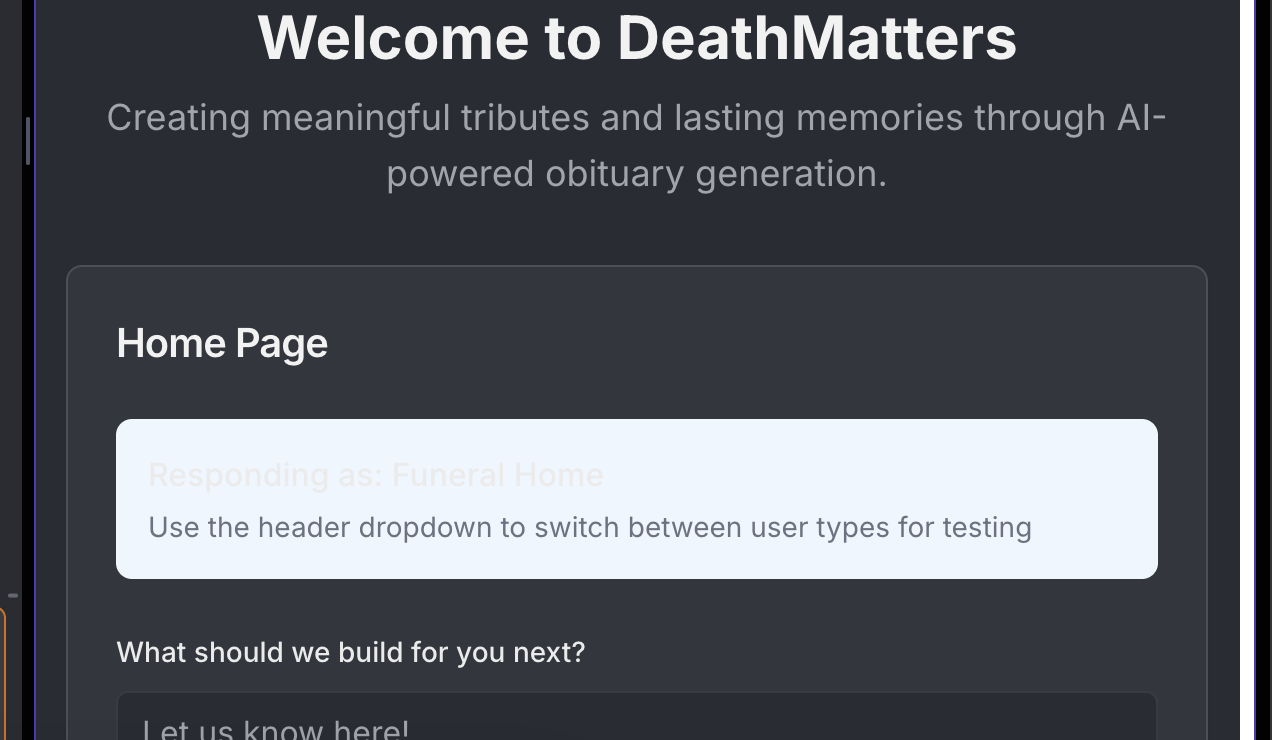 Welcome to DeathMatters
Creating meaningful tributes and lasting memories through AI-
powered obituary generation.
Home Page
Responding as: Funeral Home
Use the header dropdown to switch between user types for testing
What should we build for you next?
Let us know here!